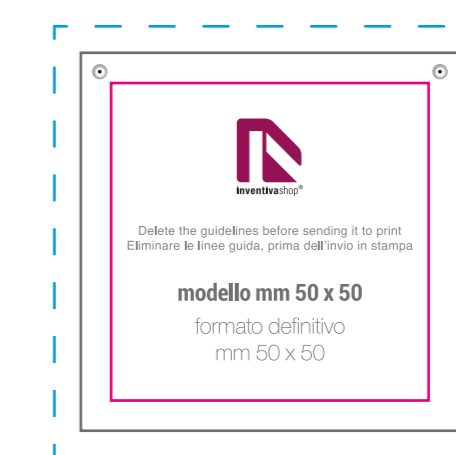 inventivashop®
Delete the guidelines before sending it to print
Eliminare le linee guida, prima dell'invio in stampa
modello mm 50 x 50
formato definitivo
mm 50 x 50